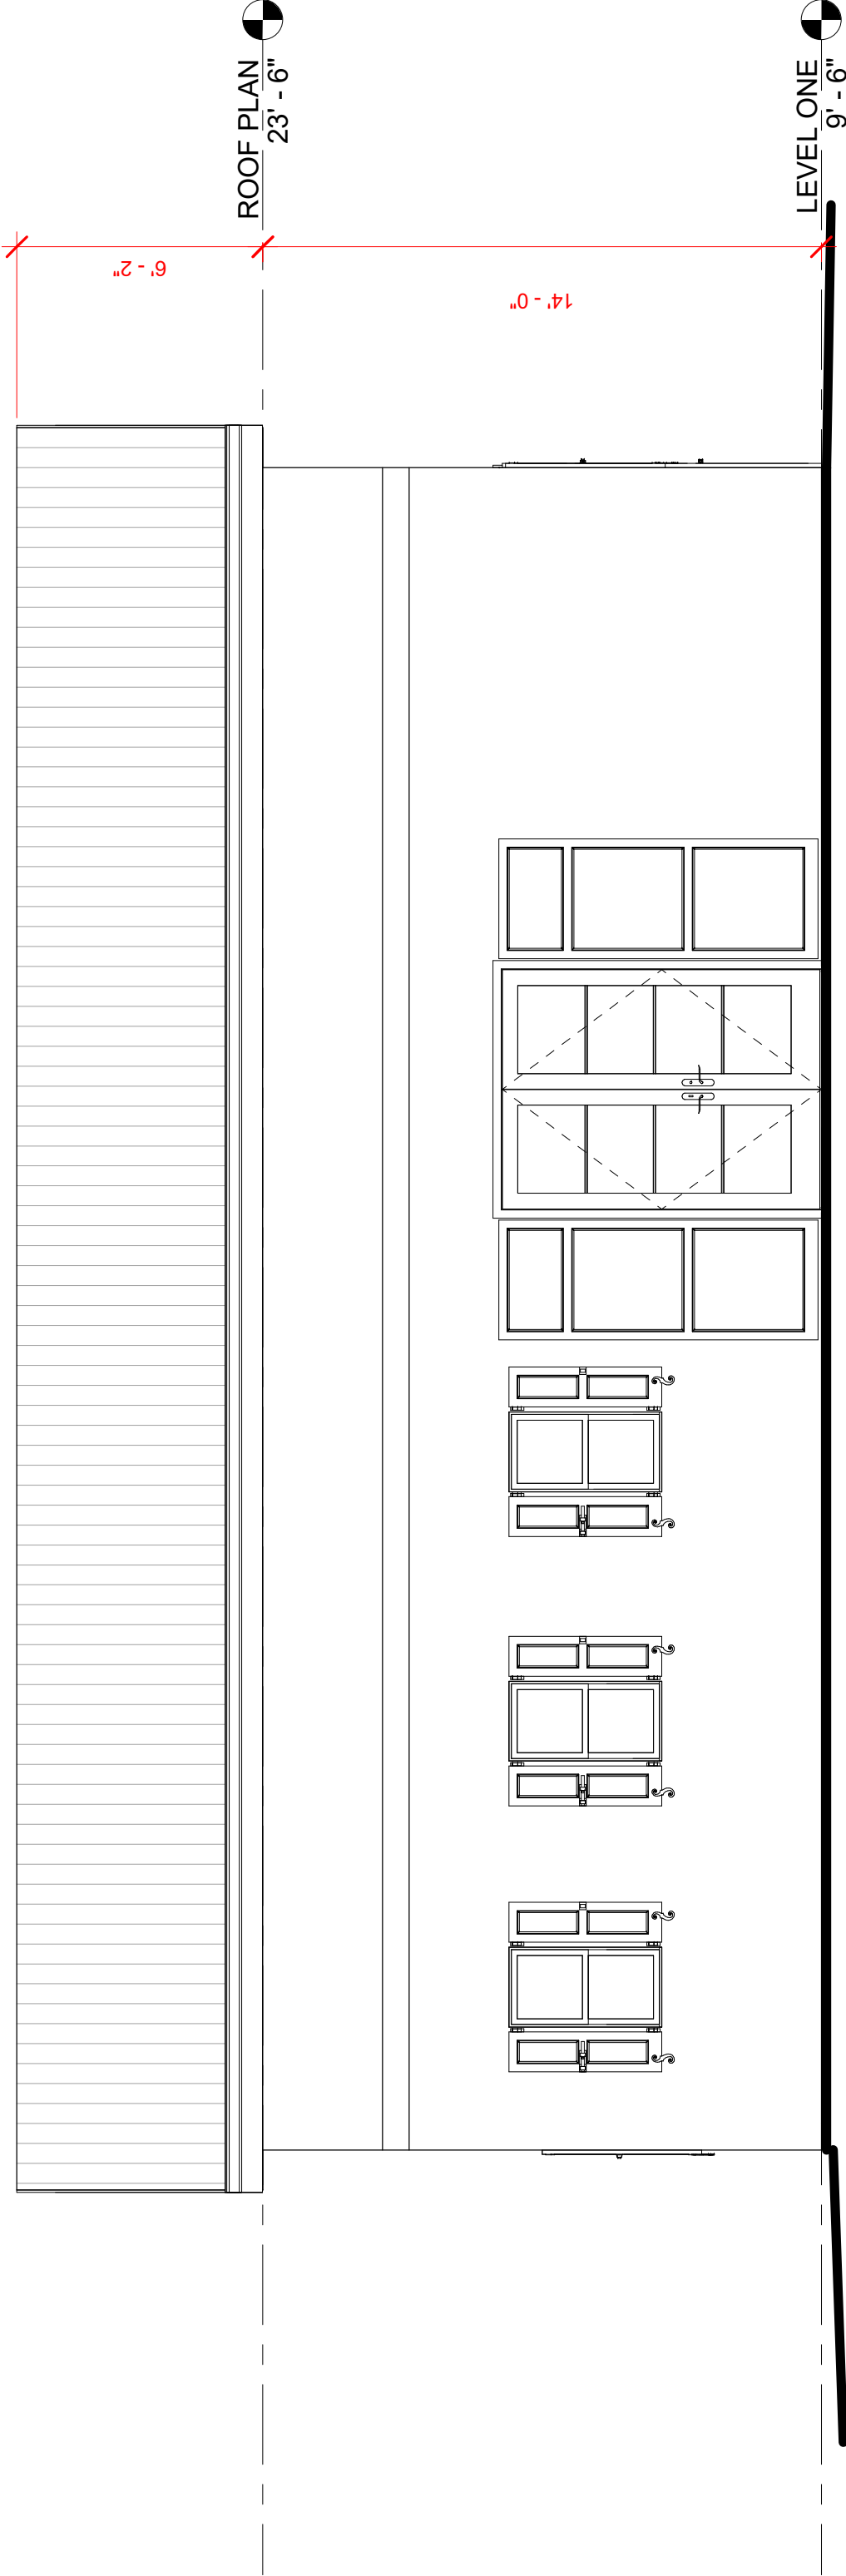 ROOF PLAN
23' - 6"
6' - 2"
14' - 0"
LEVEL ONE
9' - 6"